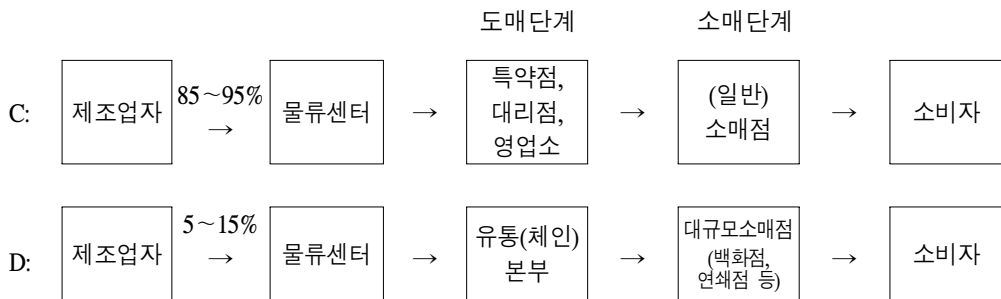 도매단계 소매단계
C: 제조업자 85~95% → 물류센터 → 특약점, 대리점, 영업소 → (일반) 소매점 → 소비자
D: 제조업자 5~15% → 물류센터 → 유통(체인) 본부 → 대규모소매점 (백화점, 연쇄점 등) → 소비자